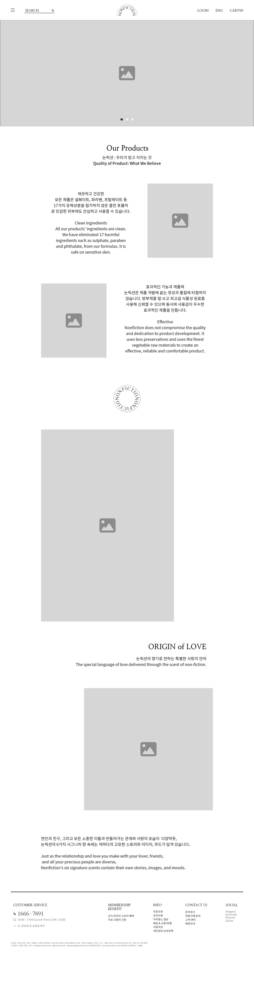 SEARCH
NONFICTION
LOGIN ENG CART(0)
Our Products
논픽션 : 우리가 믿고 지키는 것
Quality of Product: What We Believe
깨끗하고 건강한
모든 제품은 설페이트, 파라벤, 프탈레이트 등
17가지 유해성분을 첨가하지 않은 클린 포뮬러
로 민감한 피부에도 안심하고 사용할 수 있습니다.
Clean ingredients
All our products' ingredients are clean.
We have eliminated 17 harmful
ingredients such as sulphate, paraben
and phthalate, from our formulas. It is
safe on sensitive skin.
효과적인 기능과 제품력
논픽션은 제품 개발에 쏟는 정성과 품질에 타협하지
않습니다. 방부제를 덜 쓰고 최고급 식물성 원료를
사용해 신뢰할 수 있으며 동시에 사용감이 우수한
효과적인 제품을 만듭니다.
Effective
Nonfiction does not compromise the quality
and dedication to product development. It
uses less preservatives and uses the finest
vegetable raw materials to create an
effective, reliable and comfortable product.
NONFICTION
NONFICTION
ORIGIN of LOVE
논픽션의 향기로 전하는 특별한 사랑의 언어
The special language of love delivered through the scent of non-fiction.
연인과 친구, 그리고 모든 소중한 이들과 만들어가는 관계와 사랑의 모습이 다양하듯,
논픽션의 6가지 시그니처 향 속에는 저마다의 고유한 스토리와 이미지, 무드가 담겨 있습니다.
Just as the relationship and love you make with your lover, friends,
and all your precious people are diverse,
Nonfiction's six signature scents contain their own stories, images, and moods.
CUSTOMER SERVICE
1666-7891
10:00 ~ 17:00 (Lunch Time 12:00 -13:30)
토, 일요일 및 공휴일 휴무
MEMBERSHIP
BENEFIT
공식 온라인 스토어 혜택
무료 시향지 신청
INFO
주문조회
공지사항
자주묻는 질문
배송 & 교환/반품
이용약관
개인정보 보호정책
CONTACT US
문의하기
대량구매 문의
고객 센터
매장안내
SOCIAL
Istagram
Facebook
Pinterest
Kakao